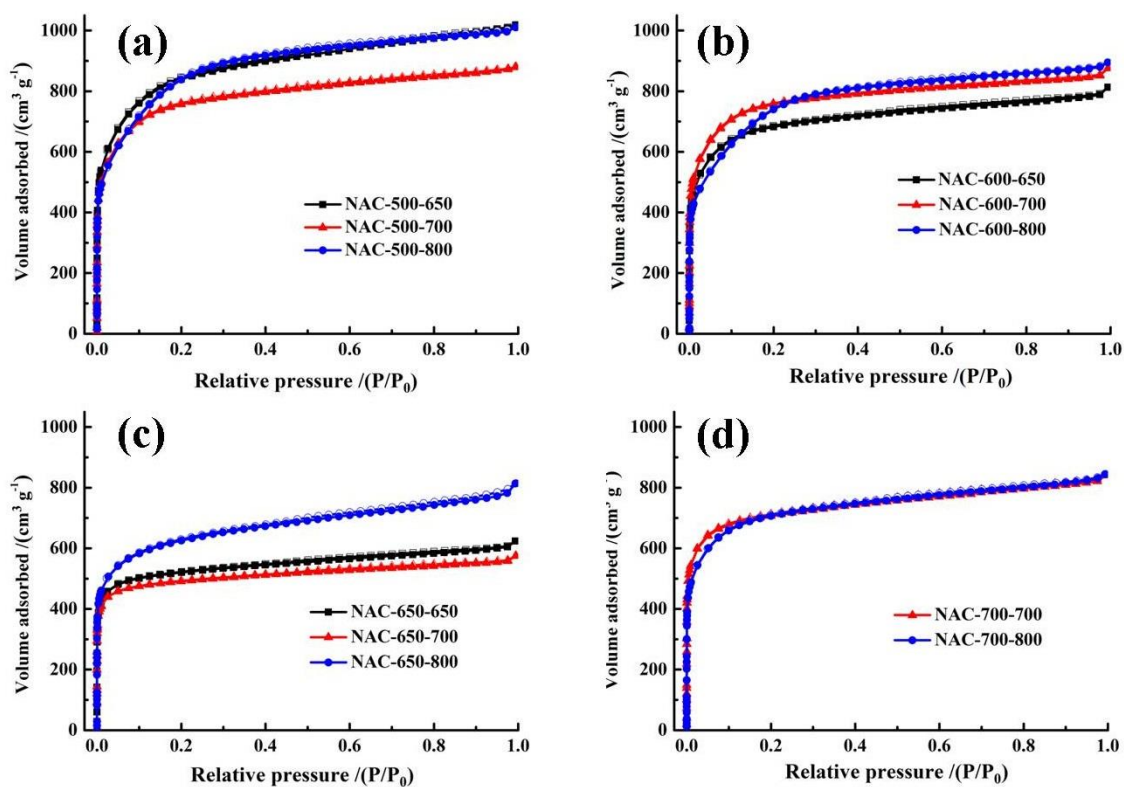 (a)
Volume adsorbed /(cm³ g⁻¹)
1000
800
600
400
200
0
NAC-500-650
NAC-500-700
NAC-500-800
0.0 0.2 0.4 0.6 0.8 1.0
Relative pressure /(P/P₀)
(b)
Volume adsorbed /(cm³ g⁻¹)
1000
800
600
400
200
0
NAC-600-650
NAC-600-700
NAC-600-800
0.0 0.2 0.4 0.6 0.8 1.0
Relative pressure /(P/P₀)
(c)
Volume adsorbed /(cm³ g⁻¹)
1000
800
600
400
200
0
NAC-650-650
NAC-650-700
NAC-650-800
0.0 0.2 0.4 0.6 0.8 1.0
Relative pressure /(P/P₀)
(d)
Volume adsorbed /(cm³ g⁻¹)
1000
800
600
400
200
0
NAC-700-700
NAC-700-800
0.0 0.2 0.4 0.6 0.8 1.0
Relative pressure /(P/P₀)